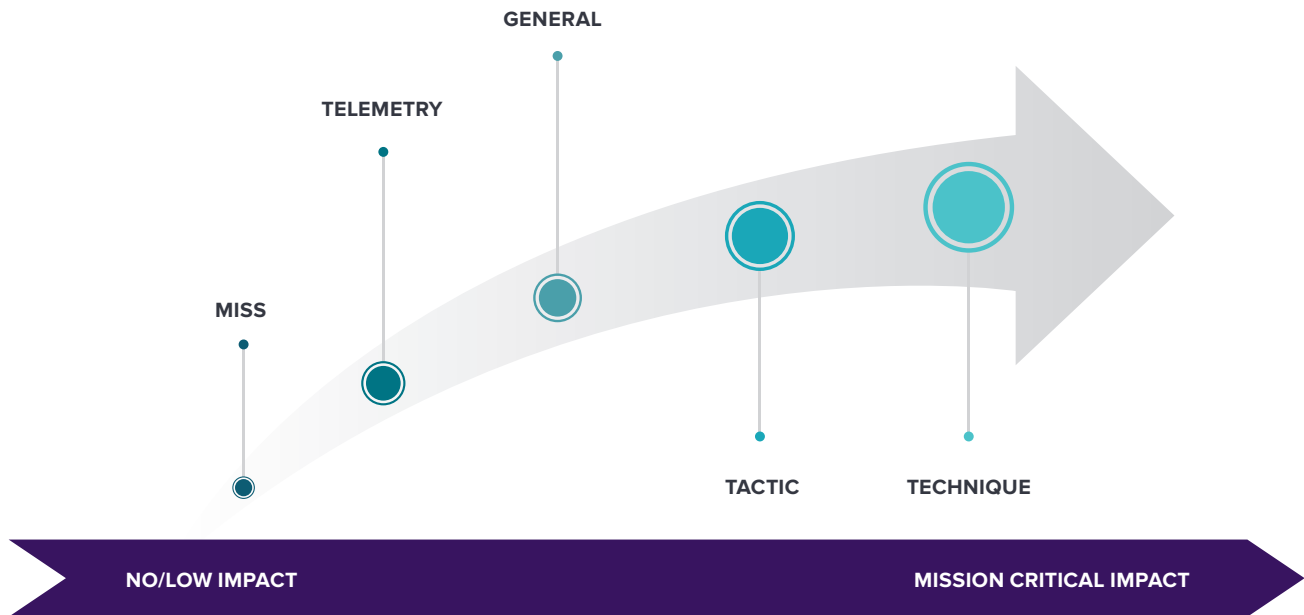 GENERAL
TELEMETRY
MISS
TACTIC
TECHNIQUE
NO/LOW IMPACT
MISSION CRITICAL IMPACT